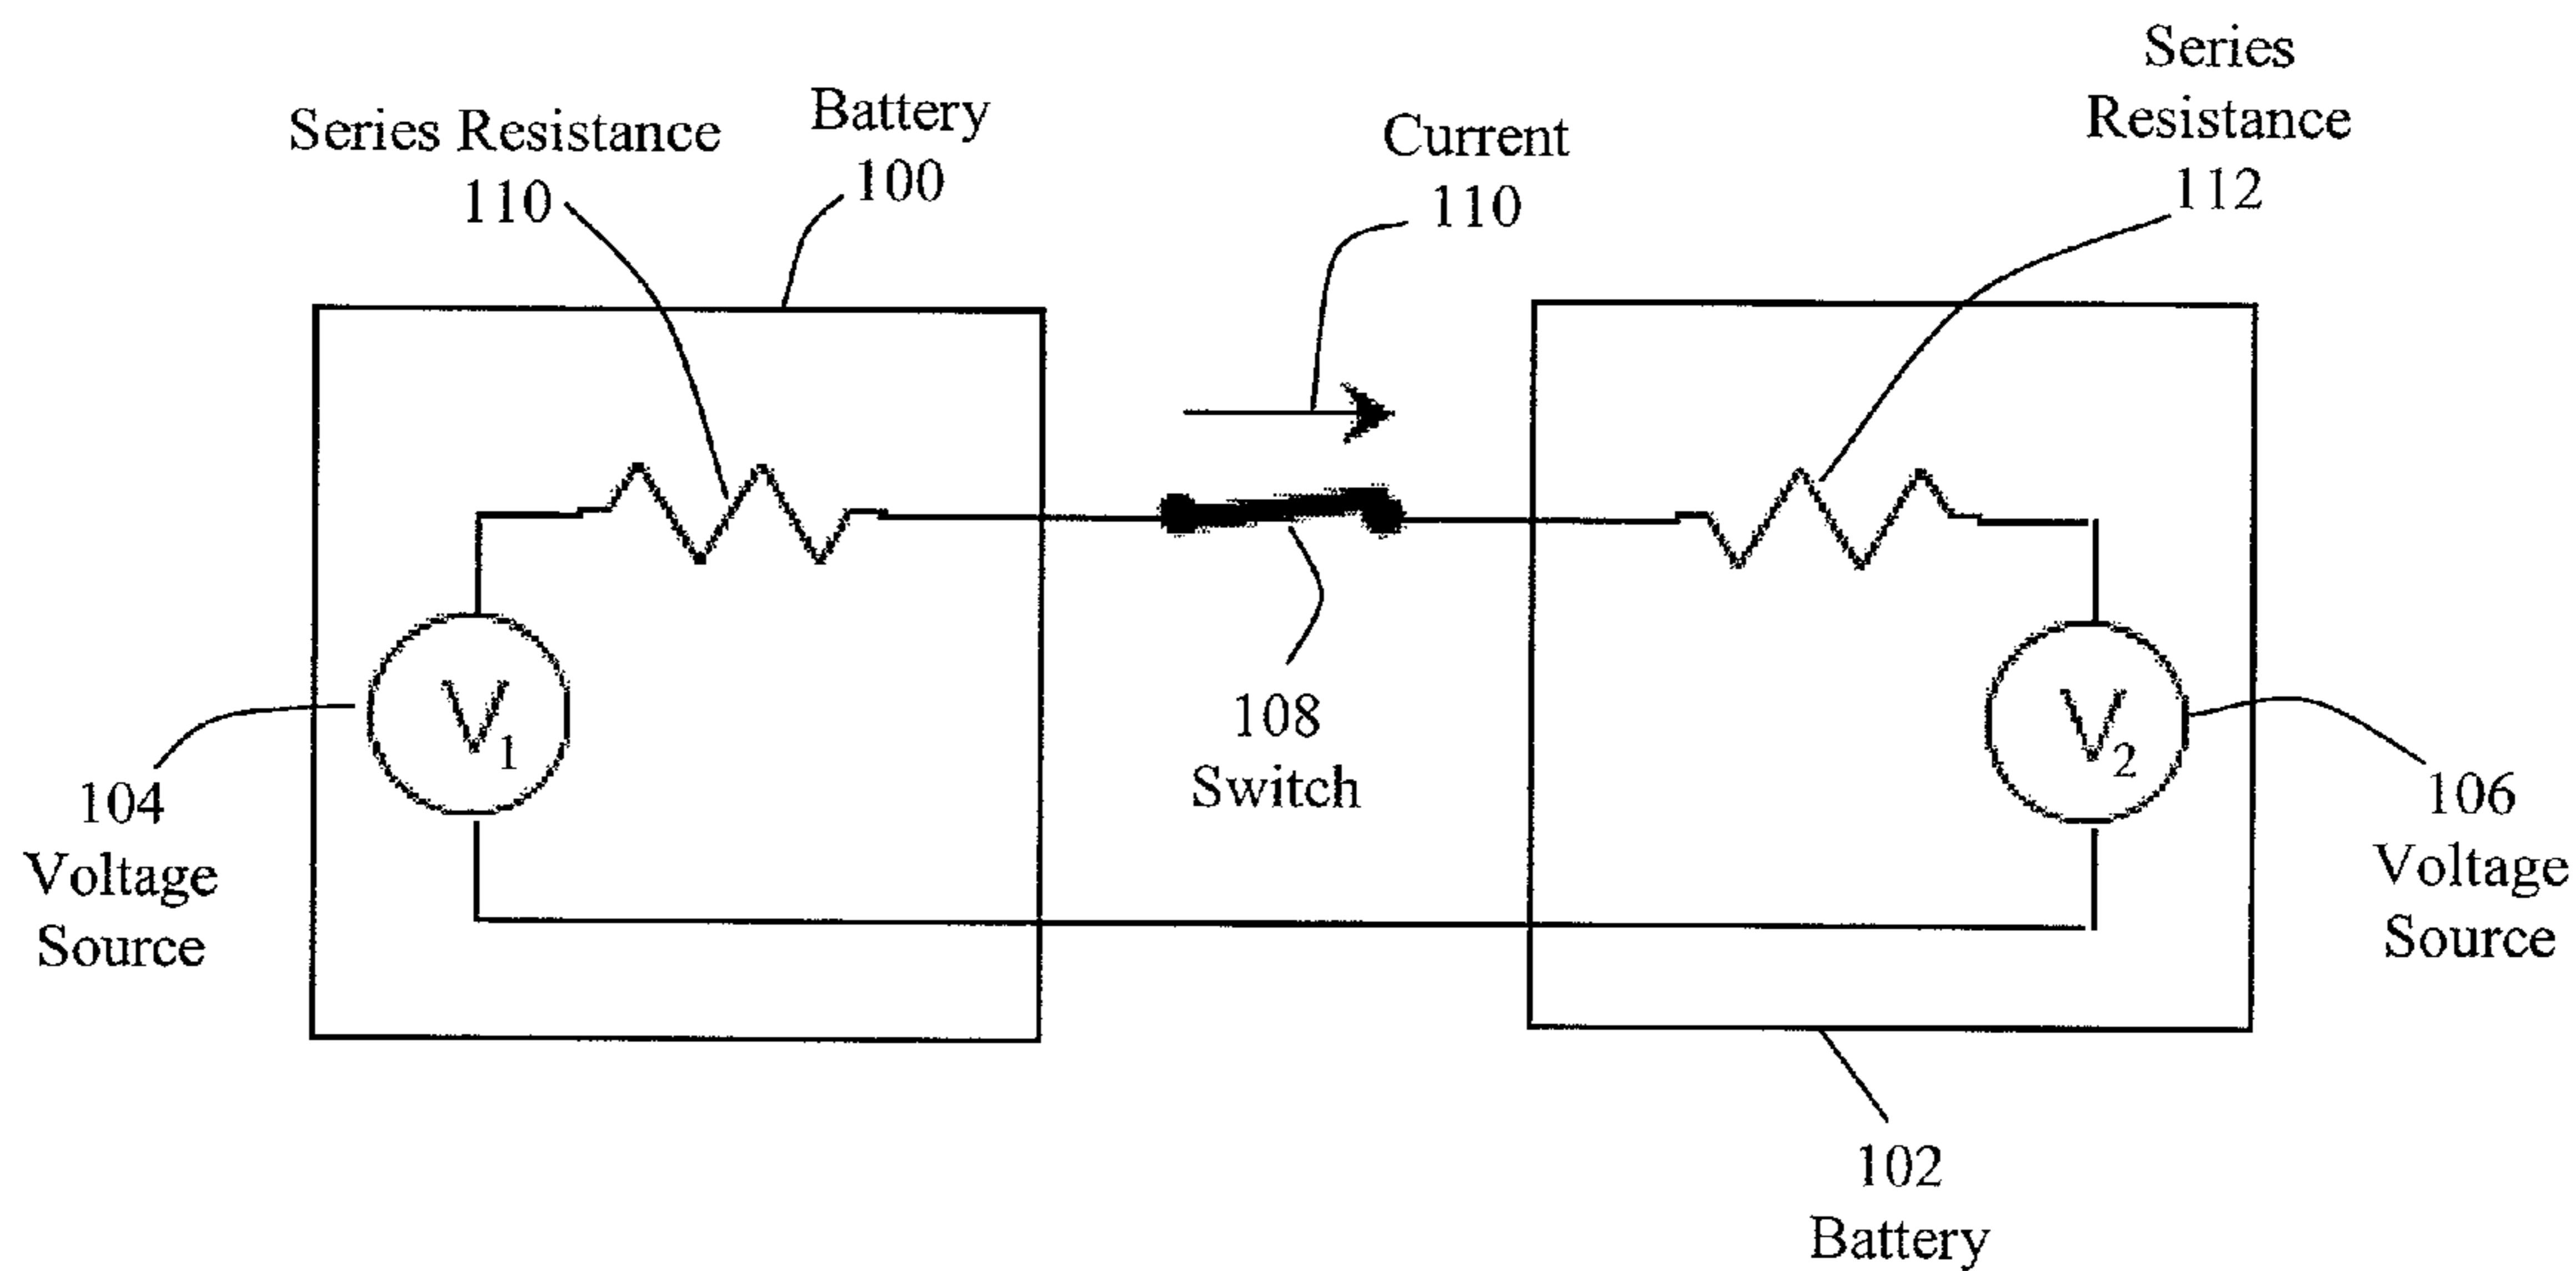 Series Resistance
110
Battery
100
Current
110
Series
Resistance
112
V1
104
Voltage
Source
108
Switch
V2
106
Voltage
Source
102
Battery